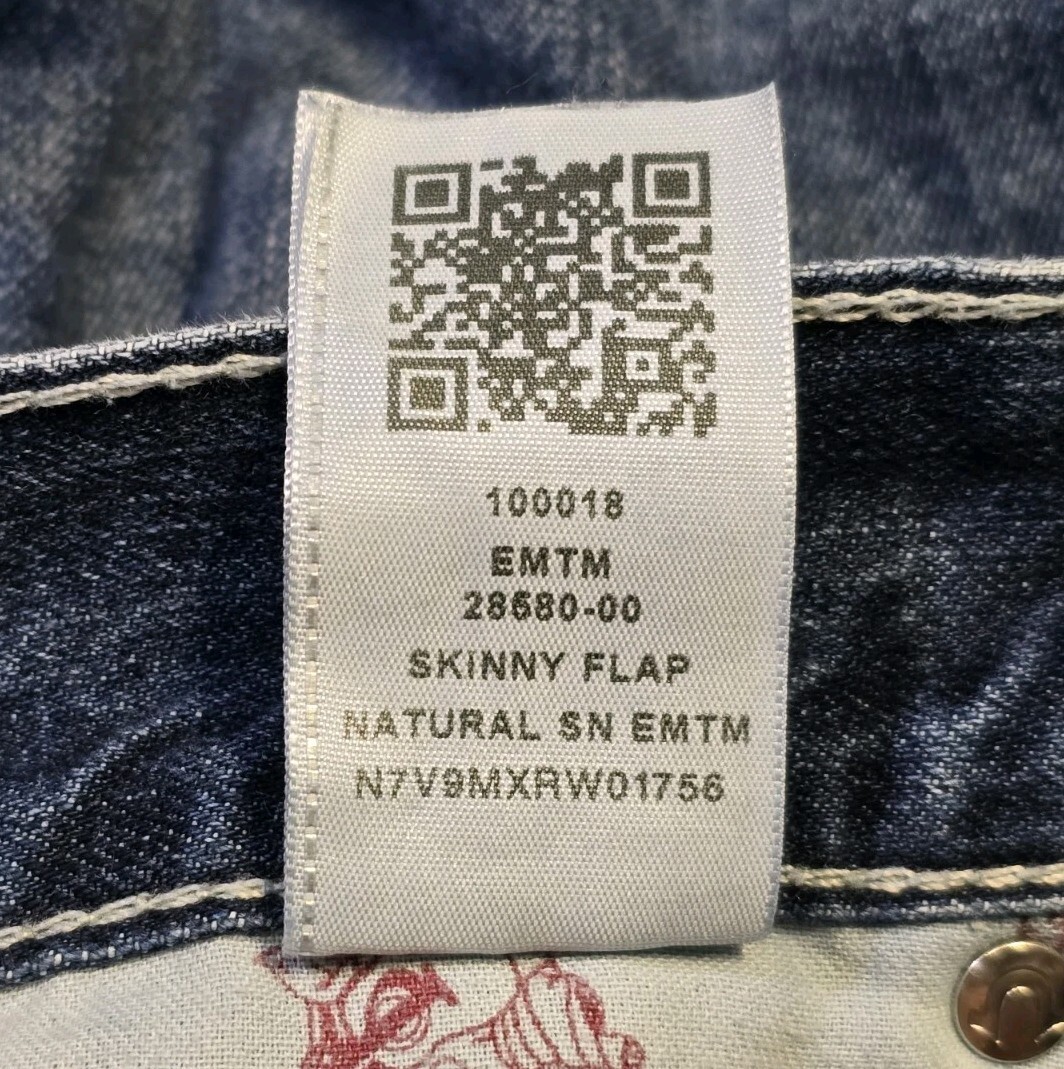 100018
EMTM
28680-00
SKINNY FLAP
NATURAL SN EMTM
N7V9MXRW01756